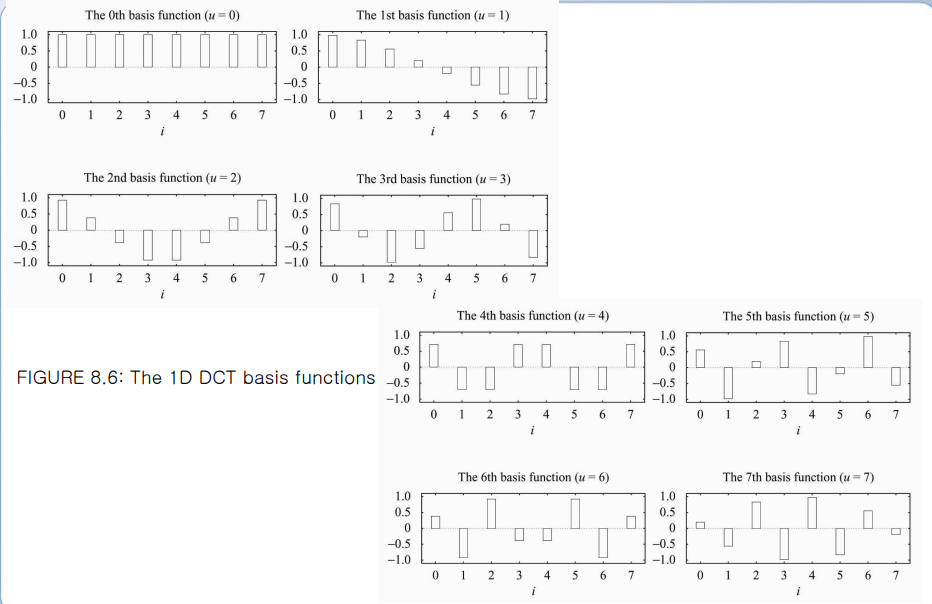 The 0th basis function (u = 0)
1.0
0.5
0
−0.5
−1.0
0 1 2 3 4 5 6 7
i
The 1st basis function (u = 1)
1.0
0.5
0
−0.5
−1.0
0 1 2 3 4 5 6 7
i
The 2nd basis function (u = 2)
1.0
0.5
0
−0.5
−1.0
0 1 2 3 4 5 6 7
i
The 3rd basis function (u = 3)
1.0
0.5
0
−0.5
−1.0
0 1 2 3 4 5 6 7
i
FIGURE 8.6: The 1D DCT basis functions
The 4th basis function (u = 4)
1.0
0.5
0
−0.5
−1.0
0 1 2 3 4 5 6 7
i
The 5th basis function (u = 5)
1.0
0.5
0
−0.5
−1.0
0 1 2 3 4 5 6 7
i
The 6th basis function (u = 6)
1.0
0.5
0
−0.5
−1.0
0 1 2 3 4 5 6 7
i
The 7th basis function (u = 7)
1.0
0.5
0
−0.5
−1.0
0 1 2 3 4 5 6 7
i